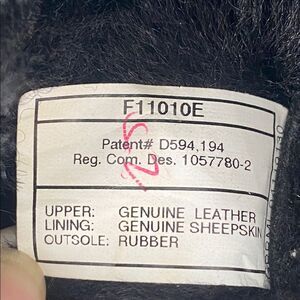 F11010E
Patent# D594,194
Reg. Com. Des. 1057780-2
UPPER: GENUINE LEATHER
LINING: GENUINE SHEEPSKIN
OUTSOLE: RUBBER